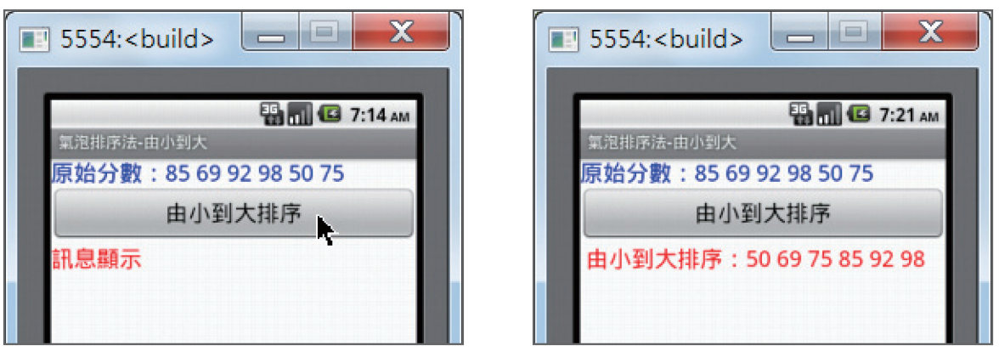 5554:<build>
3G 7:14 AM
氣泡排序法-由小到大
原始分數：85 69 92 98 50 75
由小到大排序
訊息顯示
5554:<build>
3G 7:21 AM
氣泡排序法-由小到大
原始分數：85 69 92 98 50 75
由小到大排序
由小到大排序：50 69 75 85 92 98